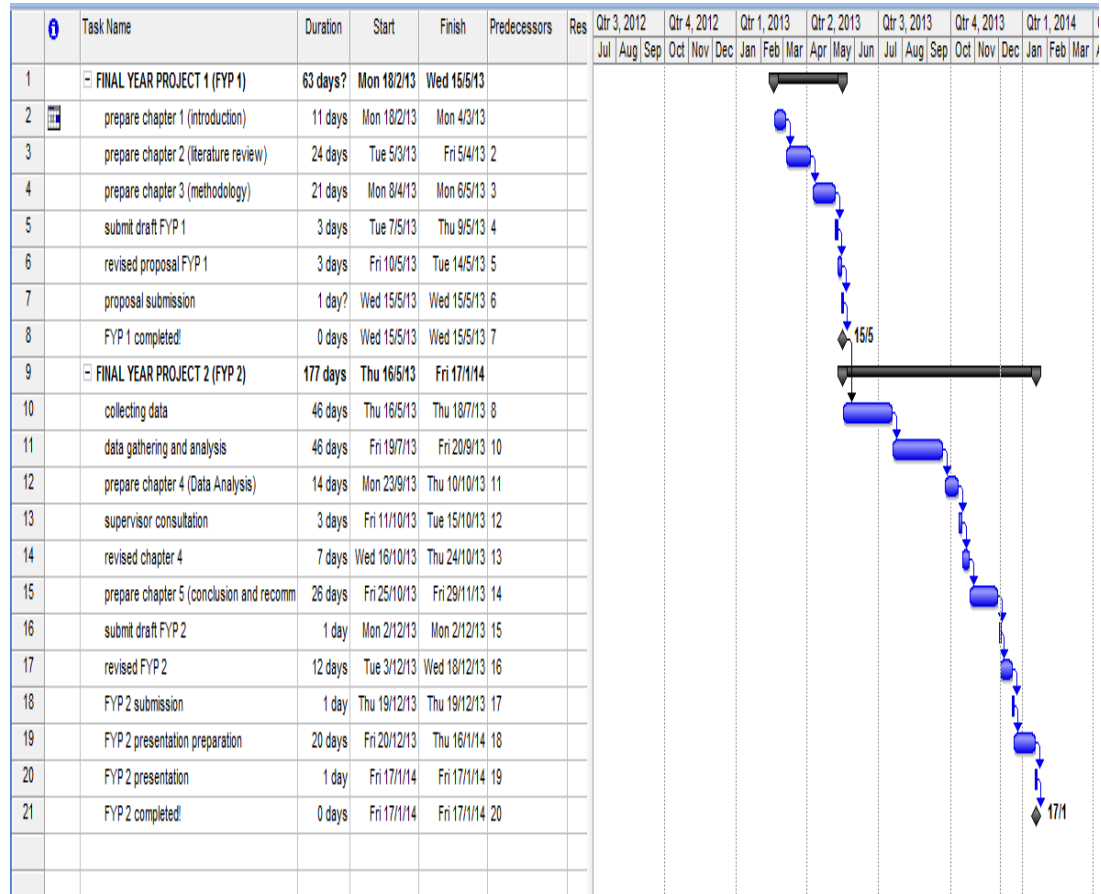 Task Name Duration Start Finish Predecessors Res Qtr 3, 2012 Qtr 4, 2012 Qtr 1, 2013 Qtr 2, 2013 Qtr 3, 2013 Qtr 4, 2013 Qtr 1, 2014
Jul Aug Sep Oct Nov Dec Jan Feb Mar Apr May Jun Jul Aug Sep Oct Nov Dec Jan Feb Mar
1 FINAL YEAR PROJECT 1 (FYP 1) 63 days? Mon 18/2/13 Wed 15/5/13
2 prepare chapter 1 (introduction) 11 days Mon 18/2/13 Mon 4/3/13
3 prepare chapter 2 (literature review) 24 days Tue 5/3/13 Fri 5/4/13 2
4 prepare chapter 3 (methodology) 21 days Mon 8/4/13 Mon 6/5/13 3
5 submit draft FYP 1 3 days Tue 7/5/13 Thu 9/5/13 4
6 revised proposal FYP 1 3 days Fri 10/5/13 Tue 14/5/13 5
7 proposal submission 1 day? Wed 15/5/13 Wed 15/5/13 6
8 FYP 1 completed! 0 days Wed 15/5/13 Wed 15/5/13 7 15/5
9 FINAL YEAR PROJECT 2 (FYP 2) 177 days Thu 16/5/13 Fri 17/1/14
10 collecting data 46 days Thu 16/5/13 Thu 18/7/13 8
11 data gathering and analysis 46 days Fri 19/7/13 Fri 20/9/13 10
12 prepare chapter 4 (Data Analysis) 14 days Mon 23/9/13 Thu 10/10/13 11
13 supervisor consultation 3 days Fri 11/10/13 Tue 15/10/13 12
14 revised chapter 4 7 days Wed 16/10/13 Thu 24/10/13 13
15 prepare chapter 5 (conclusion and recomm 26 days Fri 25/10/13 Fri 29/11/13 14
16 submit draft FYP 2 1 day Mon 2/12/13 Mon 2/12/13 15
17 revised FYP 2 12 days Tue 3/12/13 Wed 18/12/13 16
18 FYP 2 submission 1 day Thu 19/12/13 Thu 19/12/13 17
19 FYP 2 presentation preparation 20 days Fri 20/12/13 Thu 16/1/14 18
20 FYP 2 presentation 1 day Fri 17/1/14 Fri 17/1/14 19
21 FYP 2 completed! 0 days Fri 17/1/14 Fri 17/1/14 20 17/1